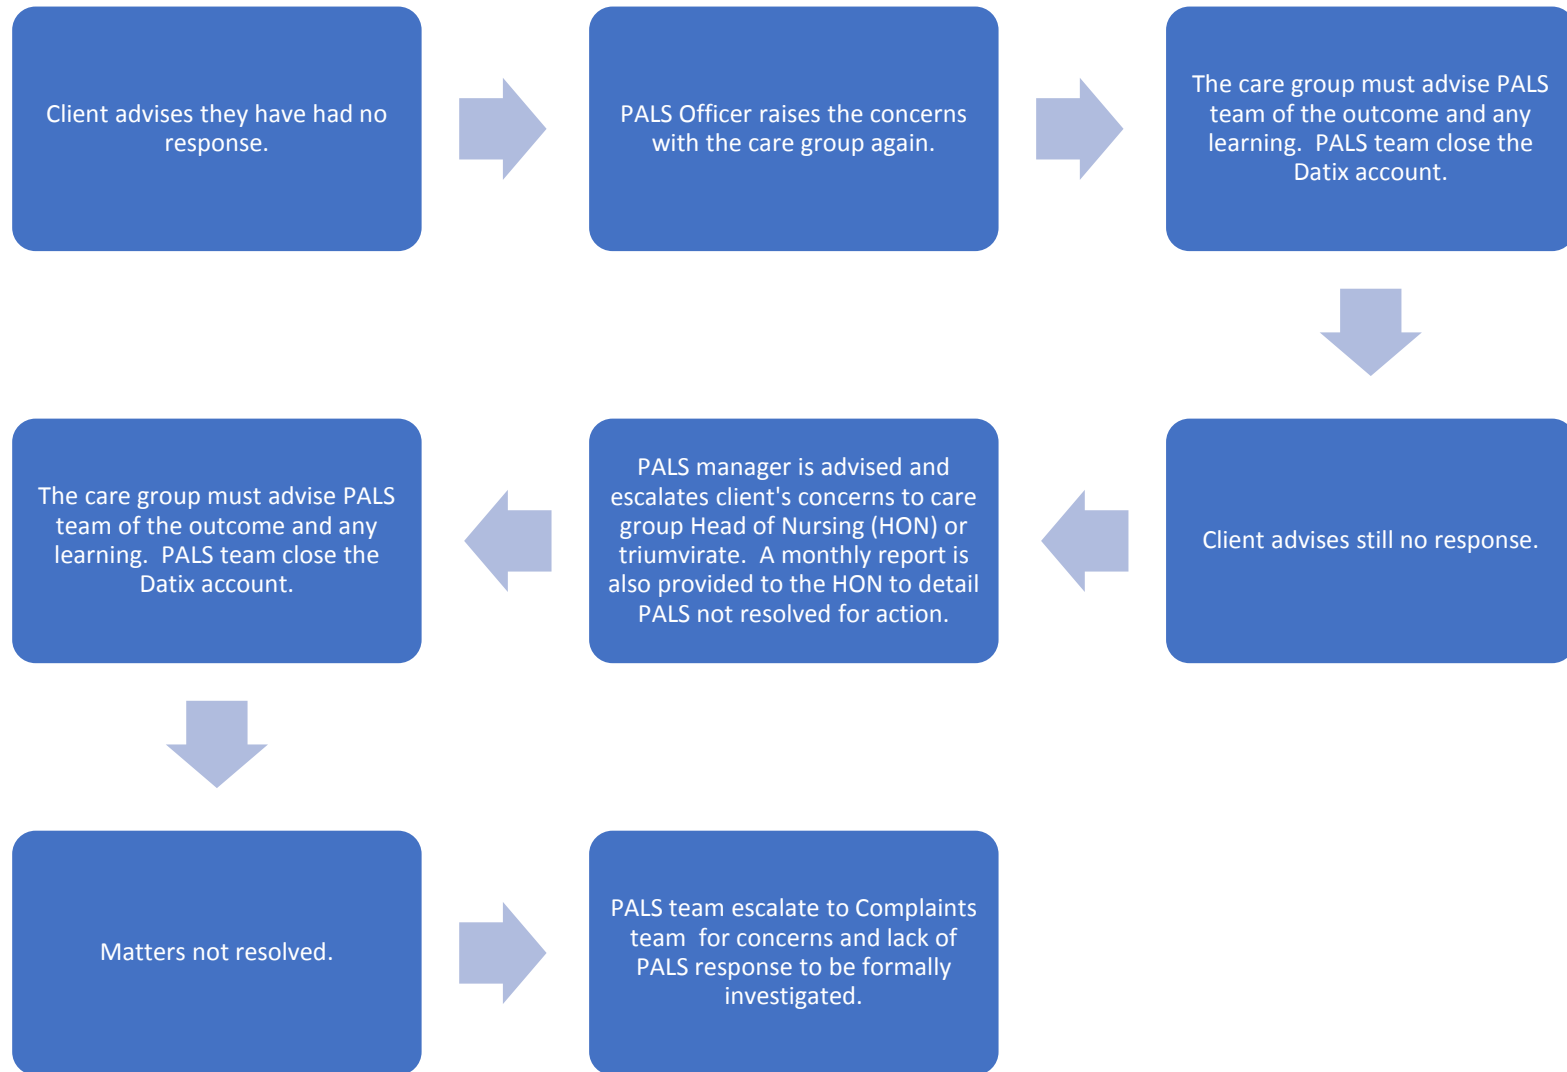 Client advises they have had no
response.
PALS Officer raises the concerns
with the care group again.
The care group must advise PALS
team of the outcome and any
learning.  PALS team close the
Datix account.
Client advises still no response.
PALS manager is advised and
escalates client's concerns to care
group Head of Nursing (HON) or
triumvirate.  A monthly report is
also provided to the HON to detail
PALS not resolved for action.
The care group must advise PALS
team of the outcome and any
learning.  PALS team close the
Datix account.
Matters not resolved.
PALS team escalate to Complaints
team  for concerns and lack of
PALS response to be formally
investigated.